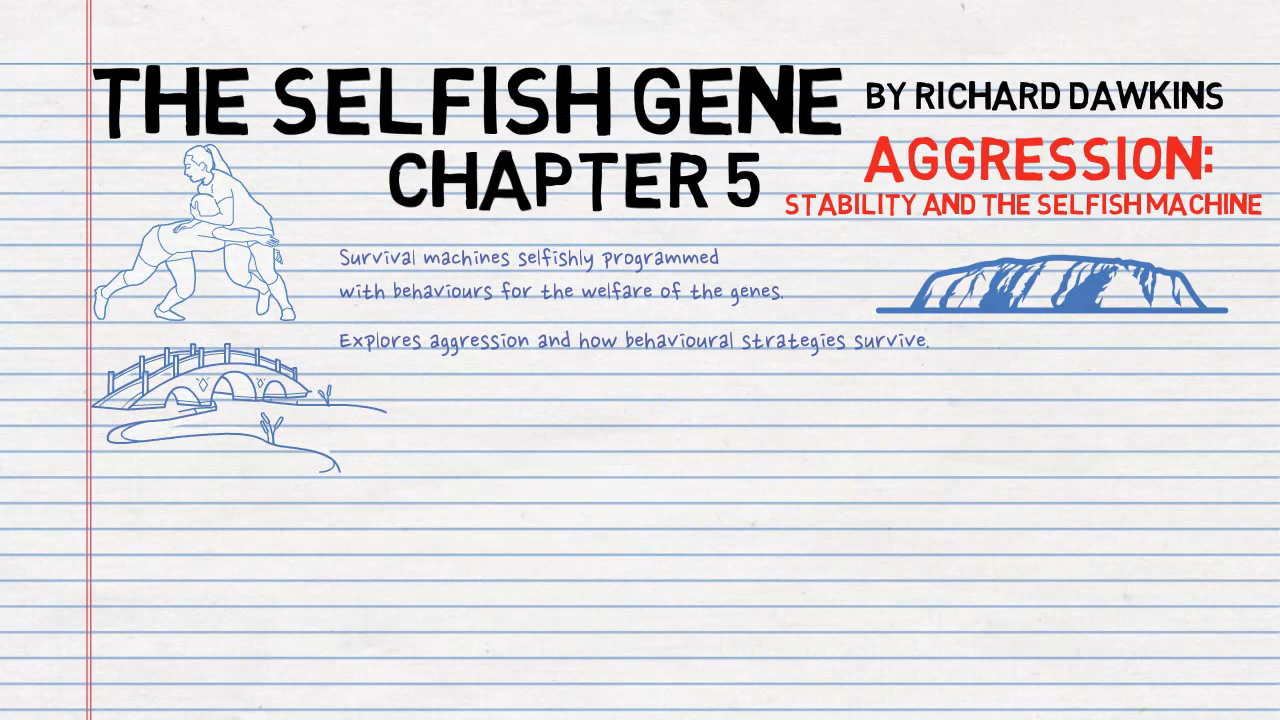 THE SELFISH GENE BY RICHARD DAWKINS
CHAPTER 5
AGGRESSION:
STABILITY AND THE SELFISH MACHINE
Survival machines selfishly programmed
with behaviours for the welfare of the genes.
Explores aggression and how behavioural strategies survive.